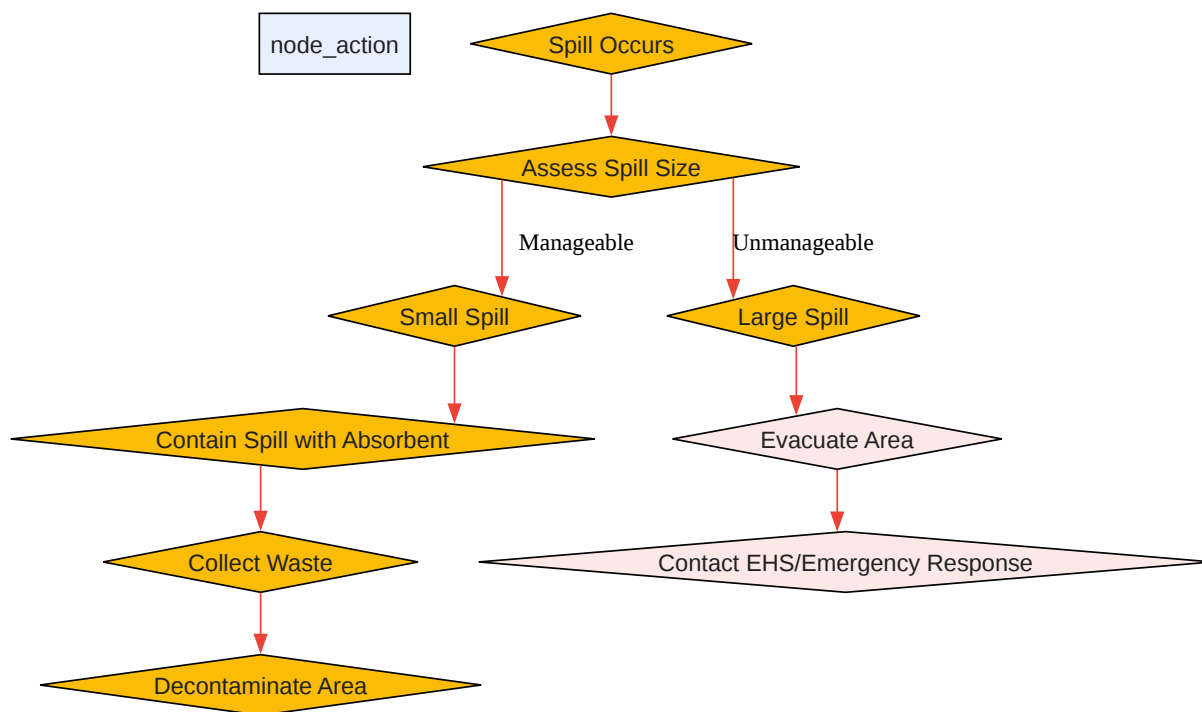 node_action
Spill Occurs
Assess Spill Size
Manageable
Unmanageable
Small Spill
Large Spill
Contain Spill with Absorbent
Evacuate Area
Collect Waste
Contact EHS/Emergency Response
Decontaminate Area